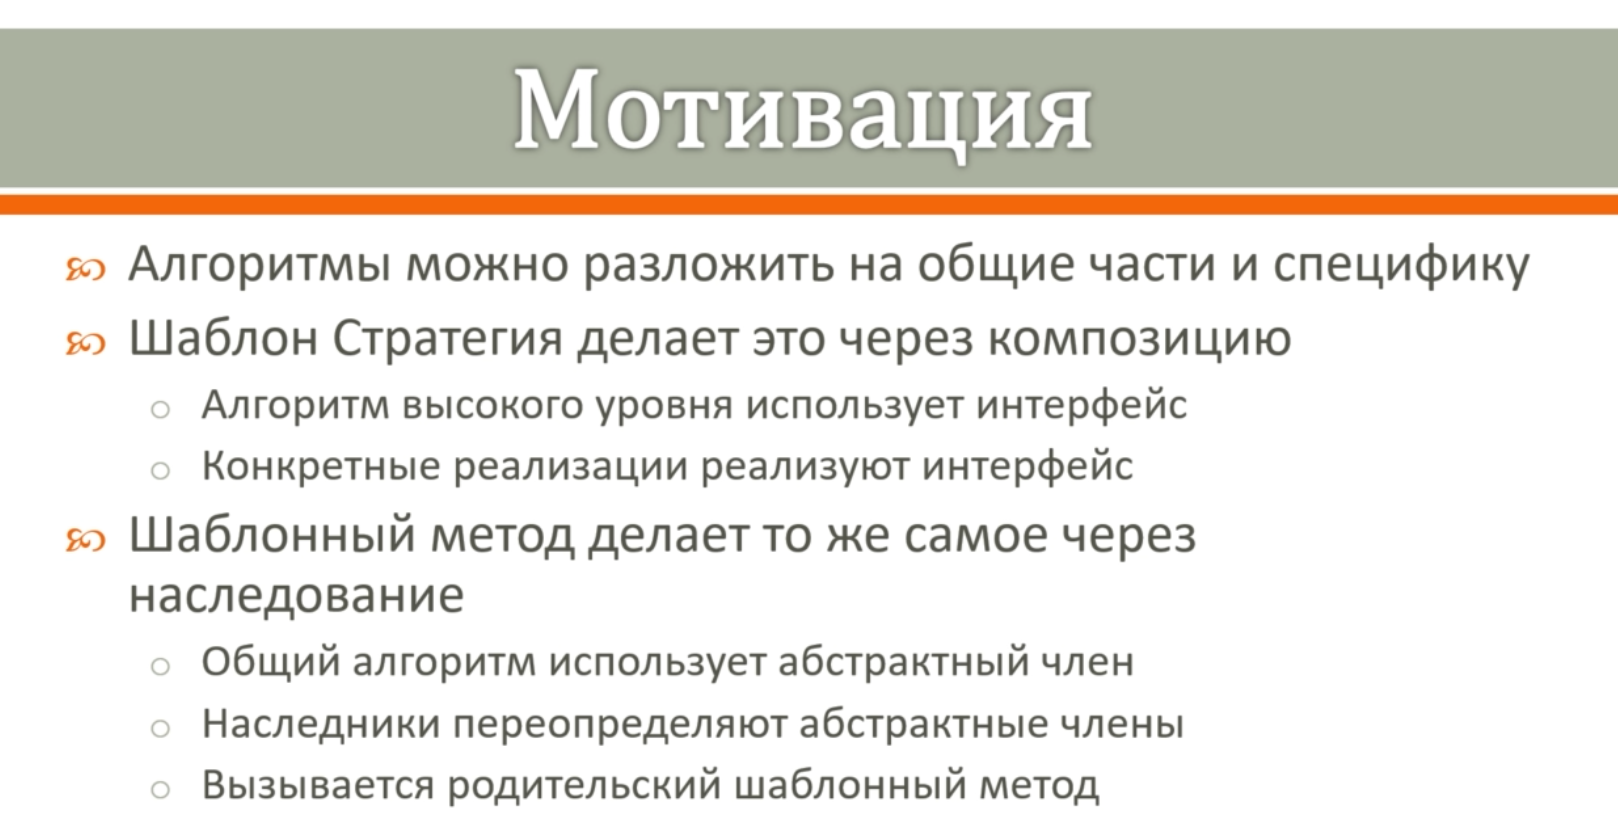 Мотивация
Алгоритмы можно разложить на общие части и специфику
Шаблон Стратегия делает это через композицию
Алгоритм высокого уровня использует интерфейс
Конкретные реализации реализуют интерфейс
Шаблонный метод делает то же самое через
наследование
Общий алгоритм использует абстрактный член
Наследники переопределяют абстрактные члены
Вызывается родительский шаблонный метод